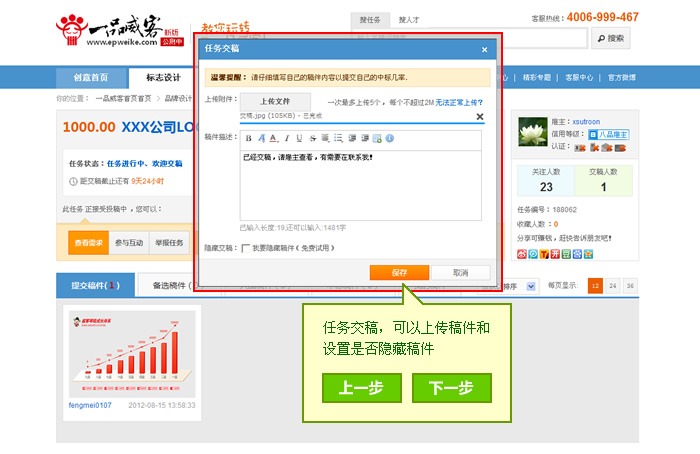 一品威客 新版 公测中
www.epweike.com
教您玩转
搜任务 搜人才
客服热线：4006-999-467
搜索
创意首页 标志设计
精彩专题 | 客服中心 | 官方微博
你的位置： 一品威客首页首页 > 品牌设计
1000.00 XXX公司LO
任务状态：任务进行中、欢迎交稿
距交稿截止还有 9天24小时
此任务 正接受投稿中，您可以：
查看需求 参与互动 举报任务
任务交稿 ×
温馨提醒： 请仔细填写自己的稿件内容以提交自己的中标几率.
上传附件： 上传文件 一次最多上传5个，每个不超过2M 无法正常上传?
交稿.jpg (105KB) - 已完成
稿件描述：
已经交稿，请雇主查看，有需要在联系我！
已输入长度:19,还可以输入:1481字
隐藏交稿： 我要隐藏稿件（免费试用）
保存 取消
雇主：xsutroon
信用等级： 八品雇主
认证：
关注人数 交稿人数
23 1
任务编号：188062
收藏人数 ：0
分享可赚钱，赶快告诉朋友吧！
提交稿件( 1 ) 备选稿件
排序 每页显示： 12 24 36
fengmei0107 2012-08-15 13:58:33
任务交稿，可以上传稿件和
设置是否隐藏稿件
上一步 下一步